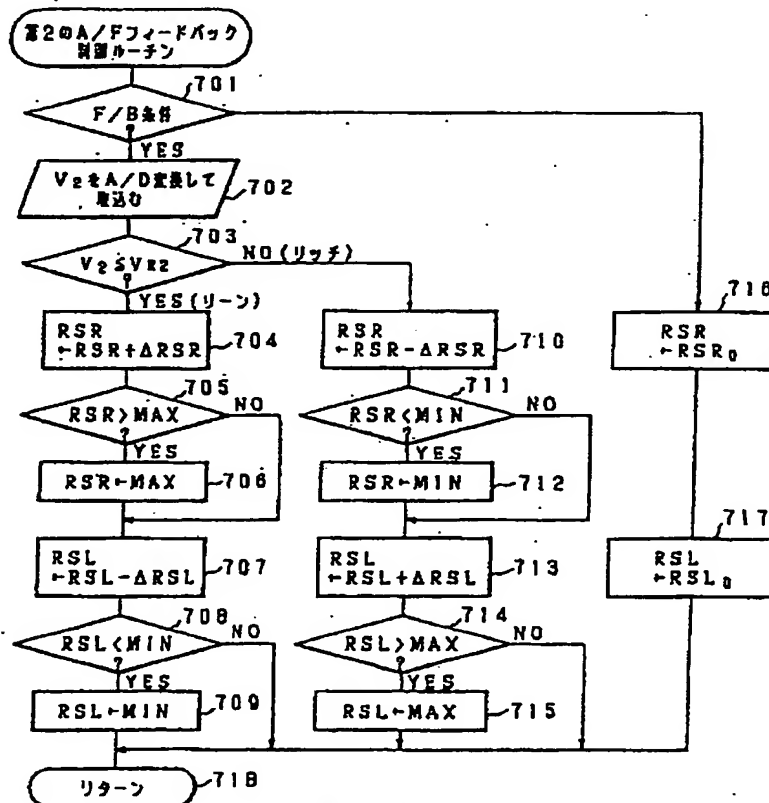 第2のA/Fフィードバック
制御ルーチン
701
F/B条件
?
YES
V2をA/D変換して
取込む
702
703
V2≦VR2
?
NO(リッチ)
YES(リーン)
RSR
←RSR+ΔRSR
704
RSR
←RSR-ΔRSR
710
716
RSR
←RSR0
705
RSR>MAX
?
NO
YES
711
RSR<MIN
?
NO
YES
RSR←MAX
706
RSR←MIN
712
RSL
←RSL-ΔRSL
707
RSL
←RSL+ΔRSL
713
717
RSL
←RSL0
708
RSL<MIN
?
NO
YES
714
RSL>MAX
?
NO
YES
RSL←MIN
709
RSL←MAX
715
リターン
718